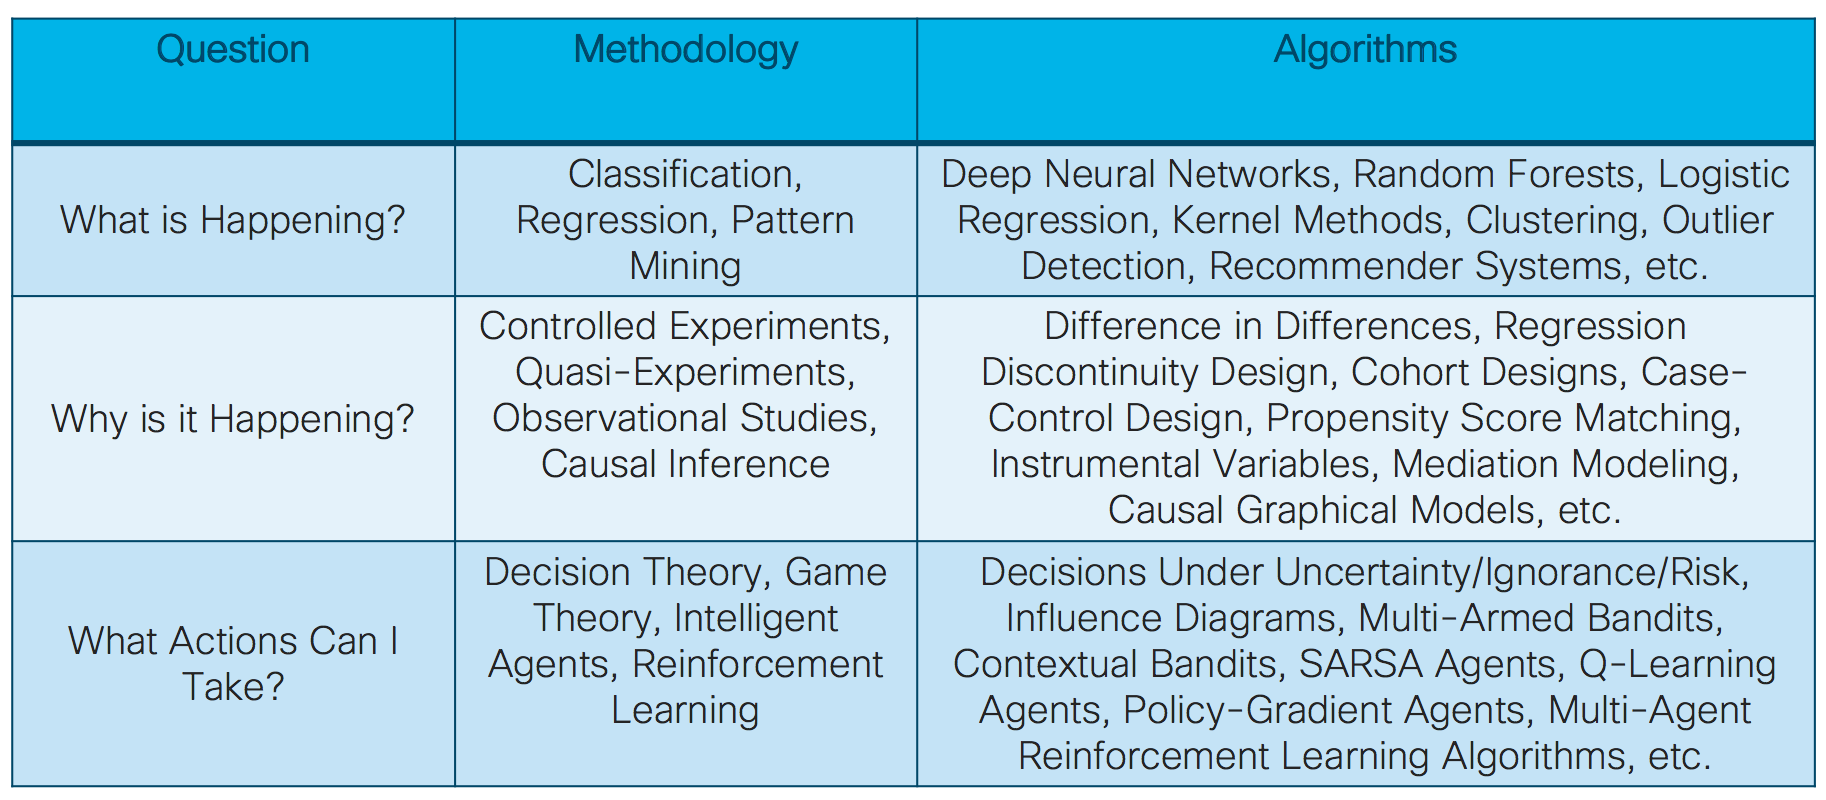 Question
Methodology
Algorithms
What is Happening?
Classification,
Regression, Pattern
Mining
Deep Neural Networks, Random Forests, Logistic
Regression, Kernel Methods, Clustering, Outlier
Detection, Recommender Systems, etc.
Why is it Happening?
Controlled Experiments,
Quasi-Experiments,
Observational Studies,
Causal Inference
Difference in Differences, Regression
Discontinuity Design, Cohort Designs, Case-
Control Design, Propensity Score Matching,
Instrumental Variables, Mediation Modeling,
Causal Graphical Models, etc.
What Actions Can I
Take?
Decision Theory, Game
Theory, Intelligent
Agents, Reinforcement
Learning
Decisions Under Uncertainty/Ignorance/Risk,
Influence Diagrams, Multi-Armed Bandits,
Contextual Bandits, SARSA Agents, Q-Learning
Agents, Policy-Gradient Agents, Multi-Agent
Reinforcement Learning Algorithms, etc.